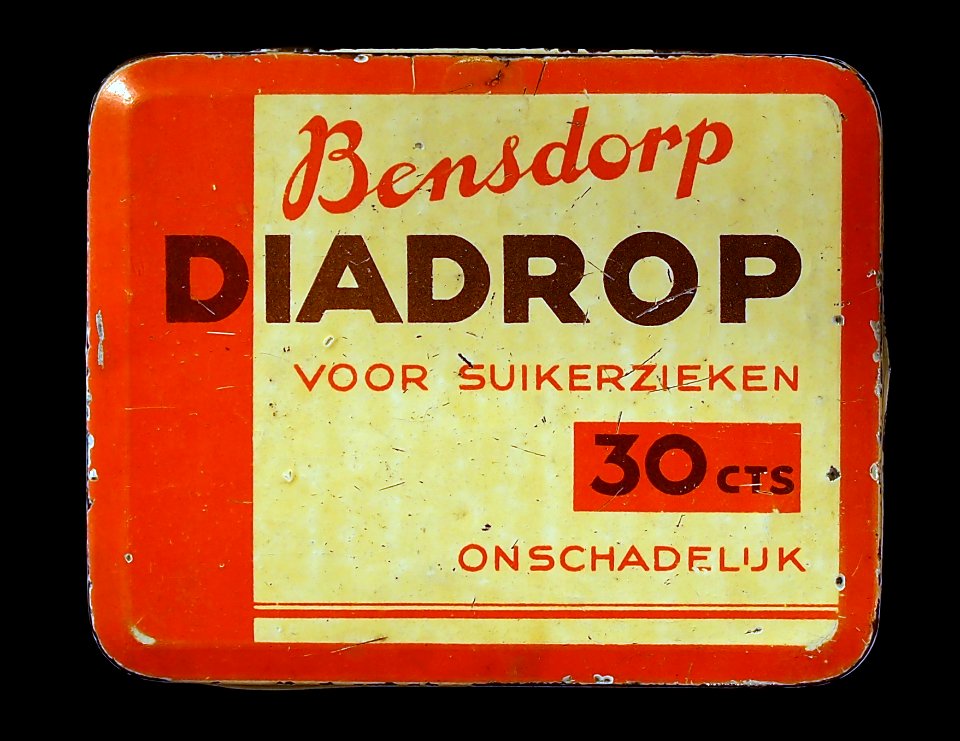 Bensdorp
DIADROP
VOOR SUIKERZIEKEN
30 CTS
ONSCHADELIJK